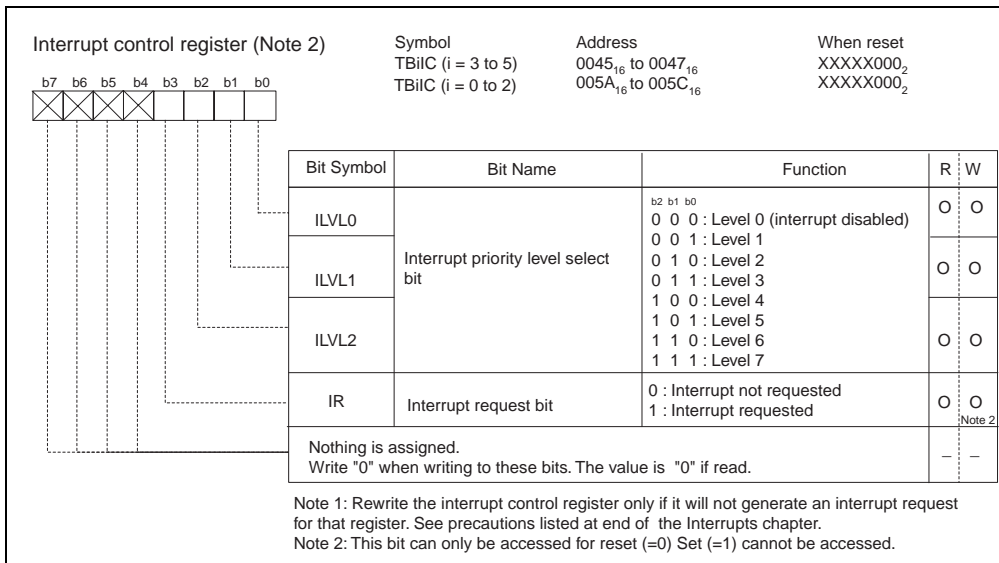 Interrupt control register (Note 2)
Symbol Address When reset
TBiIC (i = 3 to 5) 0045₁₆ to 0047₁₆ XXXXX000₂
TBiIC (i = 0 to 2) 005A₁₆ to 005C₁₆ XXXXX000₂
b7 b6 b5 b4 b3 b2 b1 b0
Bit Symbol Bit Name Function R W
ILVL0
ILVL1
ILVL2
Interrupt priority level select
bit
b2 b1 b0
0 0 0 : Level 0 (interrupt disabled)
0 0 1 : Level 1
0 1 0 : Level 2
0 1 1 : Level 3
1 0 0 : Level 4
1 0 1 : Level 5
1 1 0 : Level 6
1 1 1 : Level 7
O O
O O
O O
IR Interrupt request bit
0 : Interrupt not requested
1 : Interrupt requested
O O
Note 2
Nothing is assigned.
Write "0" when writing to these bits. The value is "0" if read.
– –
Note 1: Rewrite the interrupt control register only if it will not generate an interrupt request
for that register. See precautions listed at end of the Interrupts chapter.
Note 2: This bit can only be accessed for reset (=0) Set (=1) cannot be accessed.